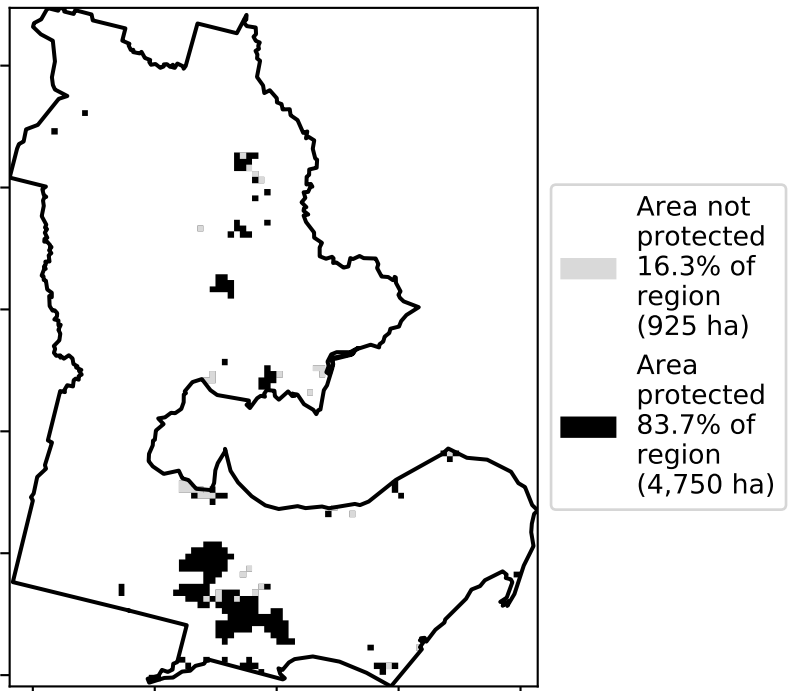 Area not
protected
16.3% of
region
(925 ha)
Area
protected
83.7% of
region
(4,750 ha)